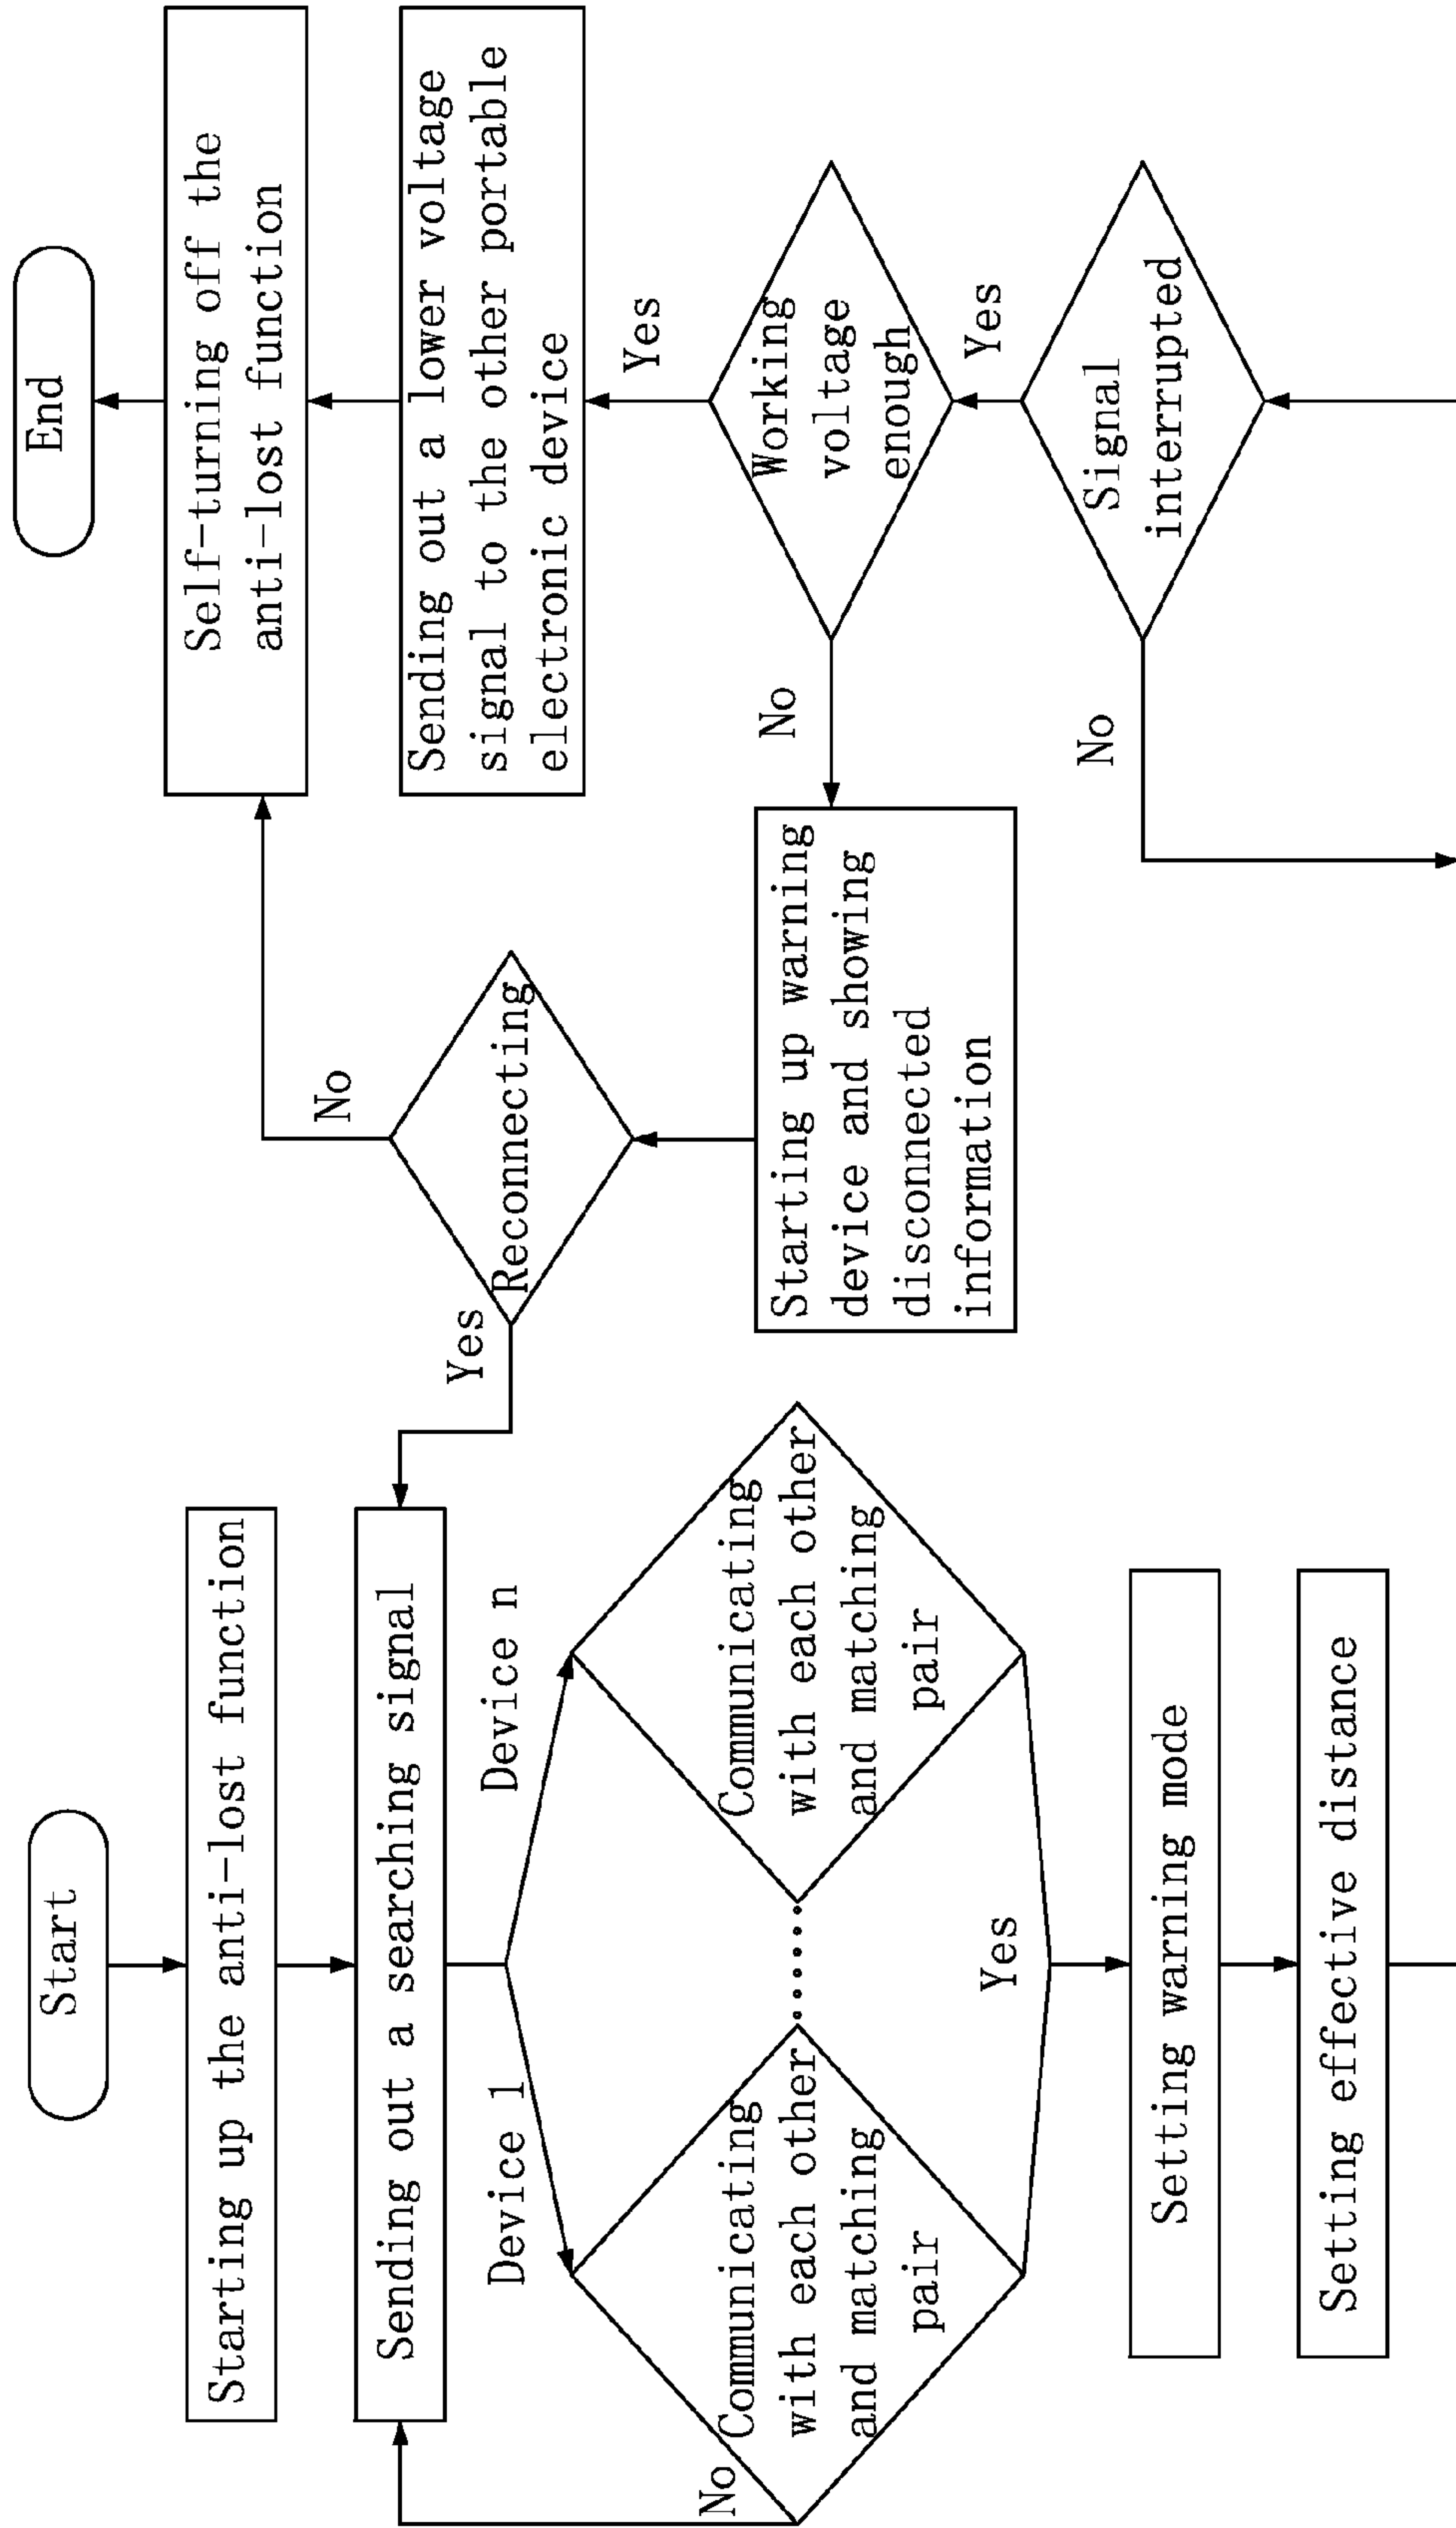 Start
Starting up the anti-lost function
Sending out a searching signal
Device 1
Device n
Communicating
with each other
and matching
pair
Communicating
with each other
and matching
pair
No
Yes
Setting warning mode
Setting effective distance
Yes
Reconnecting
No
Starting up warning
device and showing
disconnected
information
End
Self-turning off the
anti-lost function
Sending out a lower voltage
signal to the other portable
electronic device
Yes
Working
voltage
enough
No
Yes
Signal
interrupted
No